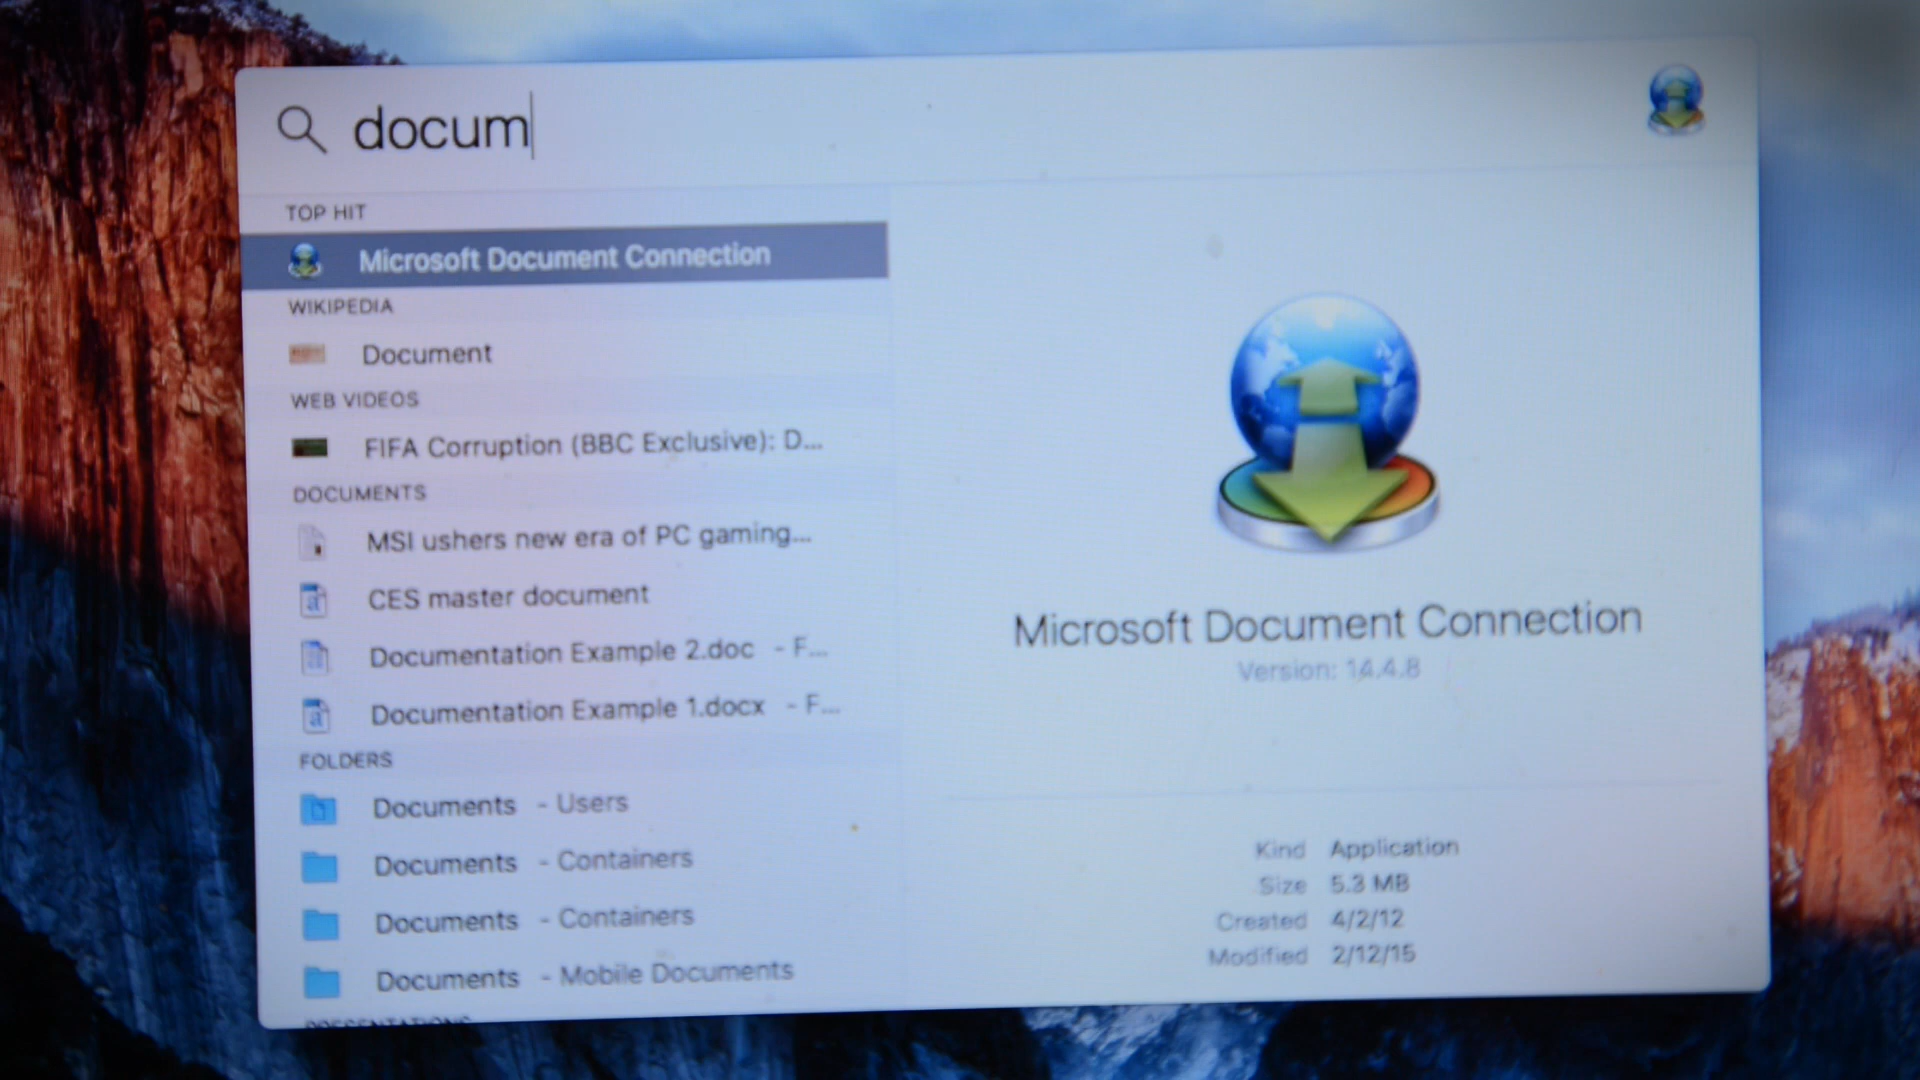 docum
TOP HIT
Microsoft Document Connection
WIKIPEDIA
Document
WEB VIDEOS
FIFA Corruption (BBC Exclusive): D...
DOCUMENTS
MSI ushers new era of PC gaming...
CES master document
Documentation Example 2.doc - F...
Documentation Example 1.docx - F...
FOLDERS
Documents - Users
Documents - Containers
Documents - Containers
Documents - Mobile Documents
PRESENTATIONS
Microsoft Document Connection
Version: 14.4.8
Kind Application
Size 5.3 MB
Created 4/2/12
Modified 2/12/15